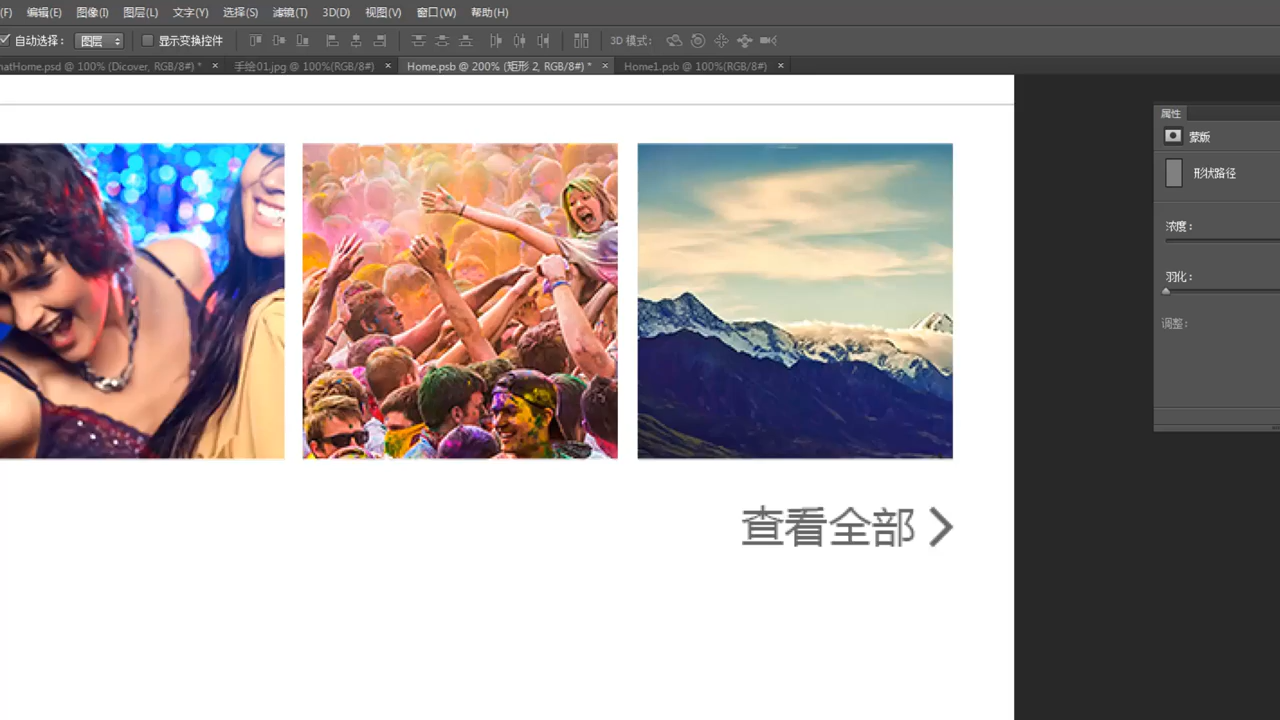 (F) 编辑(E) 图像(I) 图层(L) 文字(Y) 选择(S) 滤镜(T) 3D(D) 视图(V) 窗口(W) 帮助(H)
自动选择： 图层 显示变换控件 3D 模式：
hatHome.psd @ 100% (Dicover, RGB/8#) * × 手绘01.jpg @ 100%(RGB/8#) × Home.psb @ 200% (矩形 2, RGB/8#) * × Home1.psb @ 100%(RGB/8#) ×
属性
蒙版
形状路径
浓度：
羽化：
调整：
查看全部